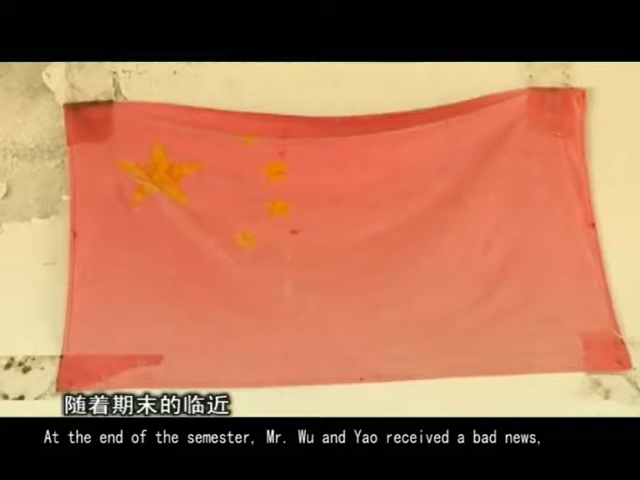 随着期末的临近
At the end of the semester, Mr. Wu and Yao received a bad news,